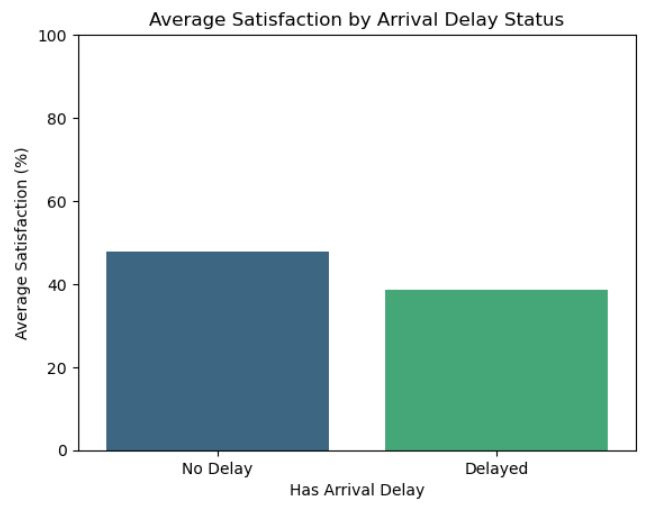 Average Satisfaction by Arrival Delay Status
100
80
60
40
20
0
Average Satisfaction (%)
No Delay Delayed
Has Arrival Delay